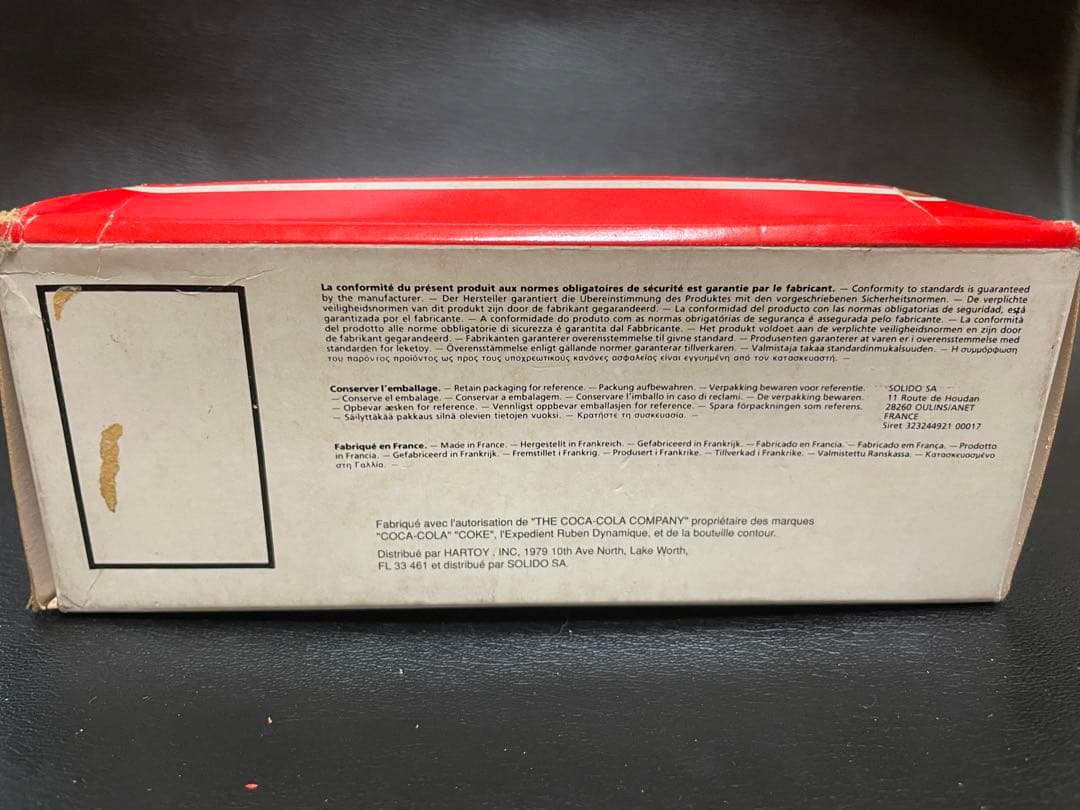 La conformité du présent produit aux normes obligatoires de sécurité est garantie par le fabricant. — Conformity to standards is guaranteed
by the manufacturer. — Der Hersteller garantiert die Übereinstimmung des Produktes mit den vorgeschriebenen Sicherheitsnormen. — De verplichte
veiligheidsnormen van dit produkt zijn door de fabrikant gegarandeerd. — La conformidad del producto con las normas obligatorias de seguridad, está
garantizada por el fabricante. — A conformidade do produto com as normas obrigatórias de segurança é assegurada pelo fabricante. — La conformità
del prodotto alle norme obbligatorie di sicurezza é garantita dal Fabbricante. — Het produkt voldoet aan de verplichte veiligheidsnormen en zijn door
de fabrikant gegarandeerd. — Fabrikanten garanterer overensstemmelse til givne standard. — Produsenten garanterer at varen er i overensstemmelse med
standarden for leketoy. — Överensstämmelse enligt gällande normer garanterar tillverkaren. — Valmistaja takaa standardinmukalsuuden. — Η συμμόρφωση
του παρόντος προϊόντος ως προς τους υποχρεωτικούς κανόνες ασφαλείας είναι εγγυημένη από τον κατασκευαστή. —
Conserver l'emballage. — Retain packaging for reference. — Packung aufbewahren. — Verpakking bewaren voor referentie.
— Conserve el embalage. — Conservar a embalagem. — Conservare l'imballo in caso di reclami. — De verpakking bewaren.
— Opbevar æsken for reference. — Vennligst oppbevar emballasjen for reference. — Spara förpackningen som referens.
— Säilyttäkää pakkaus silnä olevien tietojen vuoksi. — Κρατήστε τη συσκευασία. —
SOLIDO SA
11 Route de Houdan
28260 OULINS/ANET
FRANCE
Siret 323244921 00017
Fabriqué en France. — Made in France. — Hergestellt in Frankreich. — Gefabriceerd in Frankrijk. — Fabricado en Francia. — Fabricado em França. — Prodotto
in Francia. — Gefabriceerd in Frankrijk. — Fremstillet i Frankrig. — Produsert i Frankrike. — Tillverkad i Frankrike. — Valmistettu Ranskassa. — Κατασκευασμένο
στη Γαλλία. —
Fabriqué avec l'autorisation de "THE COCA-COLA COMPANY" propriétaire des marques
"COCA-COLA" "COKE", l'Expedient Ruben Dynamique, et de la bouteille contour.
Distribué par HARTOY , INC, 1979 10th Ave North, Lake Worth,
FL 33 461 et distribué par SOLIDO SA.